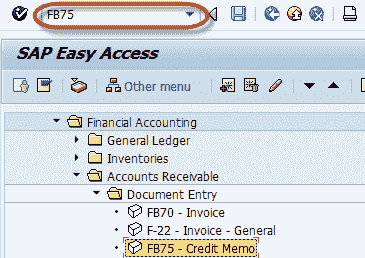 FB75
SAP Easy Access
Other menu
Financial Accounting
General Ledger
Inventories
Accounts Receivable
Document Entry
FB70 - Invoice
F-22 - Invoice - General
FB75 - Credit Memo